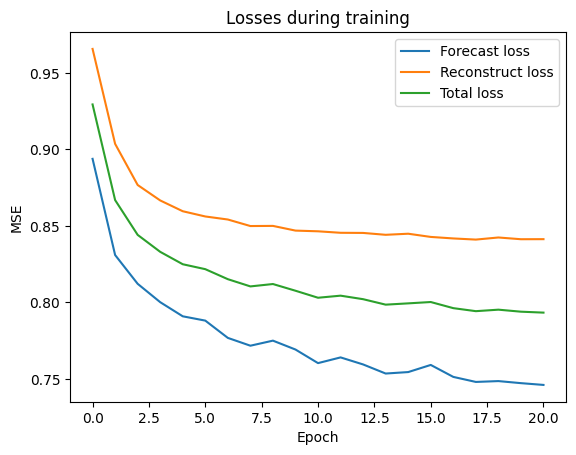 Losses during training
Forecast loss
Reconstruct loss
Total loss
MSE
0.95
0.90
0.85
0.80
0.75
0.0 2.5 5.0 7.5 10.0 12.5 15.0 17.5 20.0
Epoch